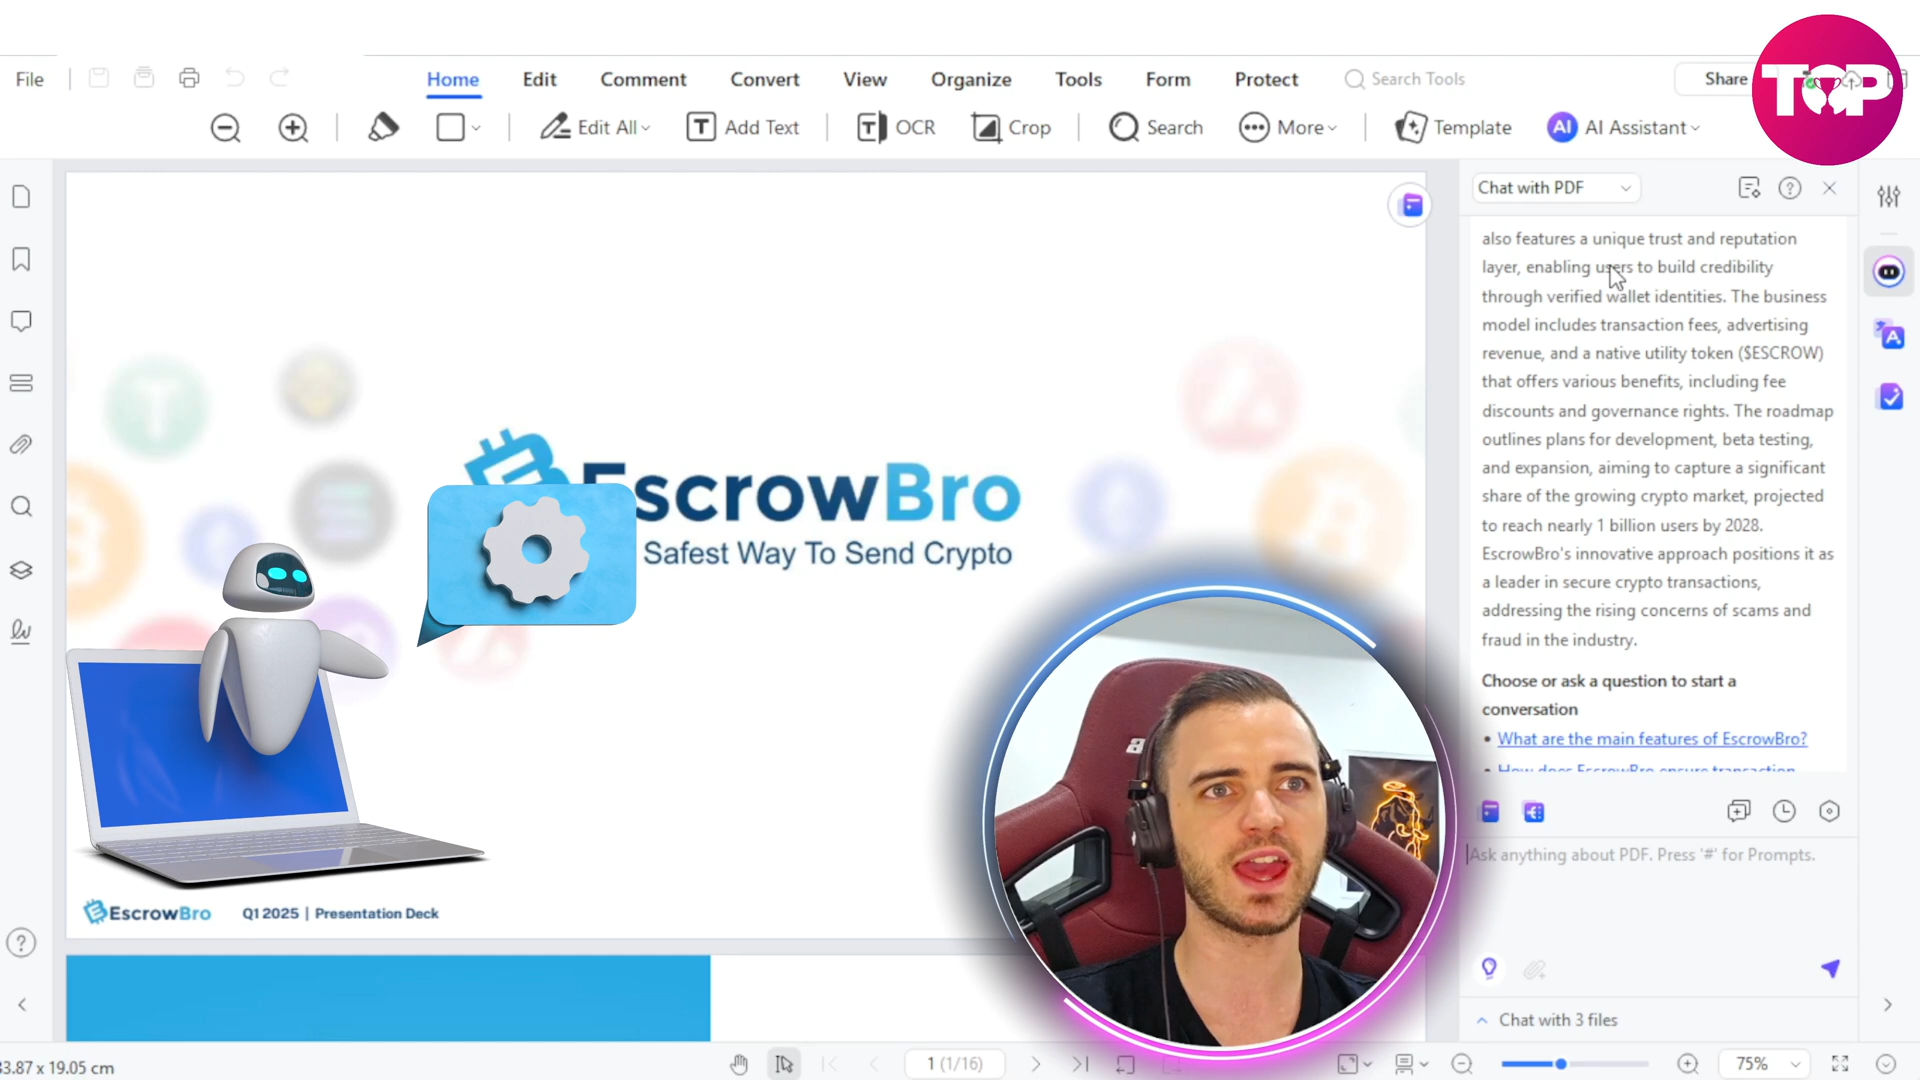 TOP
File
Home
Edit
Comment
Convert
View
Organize
Tools
Form
Protect
Search Tools
Share
Edit All
T Add Text
T OCR
Crop
Search
More
Template
AI AI Assistant
Chat with PDF
also features a unique trust and reputation
layer, enabling users to build credibility
through verified wallet identities. The business
model includes transaction fees, advertising
revenue, and a native utility token ($ESCROW)
that offers various benefits, including fee
discounts and governance rights. The roadmap
outlines plans for development, beta testing,
and expansion, aiming to capture a significant
share of the growing crypto market, projected
to reach nearly 1 billion users by 2028.
EscrowBro's innovative approach positions it as
a leader in secure crypto transactions,
addressing the rising concerns of scams and
fraud in the industry.
Choose or ask a question to start a
conversation
• What are the main features of EscrowBro?
• How does EscrowBro ensure transaction
Ask anything about PDF. Press '#' for Prompts.
Chat with 3 files
EscrowBro
Safest Way To Send Crypto
EscrowBro Q1 2025 | Presentation Deck
33.87 x 19.05 cm
1 (1/16)
75%